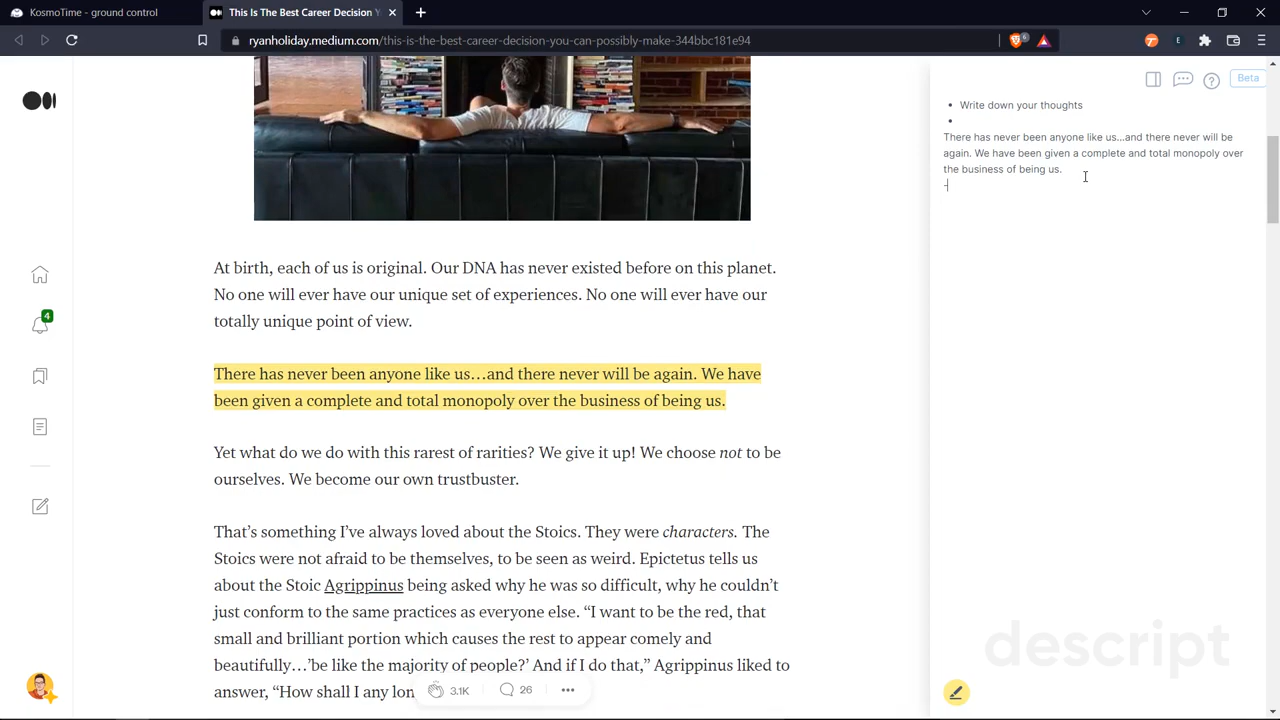 KosmoTime - ground control
This Is The Best Career Decision Y
ryanholiday.medium.com/this-is-the-best-career-decision-you-can-possibly-make-344bbc181e94
6
E
Beta
• Write down your thoughts
•
There has never been anyone like us...and there never will be
again. We have been given a complete and total monopoly over
the business of being us.
-
At birth, each of us is original. Our DNA has never existed before on this planet.
No one will ever have our unique set of experiences. No one will ever have our
totally unique point of view.
4
There has never been anyone like us…and there never will be again. We have
been given a complete and total monopoly over the business of being us.
Yet what do we do with this rarest of rarities? We give it up! We choose not to be
ourselves. We become our own trustbuster.
That’s something I’ve always loved about the Stoics. They were characters. The
Stoics were not afraid to be themselves, to be seen as weird. Epictetus tells us
about the Stoic Agrippinus being asked why he was so difficult, why he couldn’t
just conform to the same practices as everyone else. “I want to be the red, that
small and brilliant portion which causes the rest to appear comely and
beautifully…’be like the majority of people?’ And if I do that,” Agrippinus liked to
answer, “How shall I any lon
3.1K
26
descript